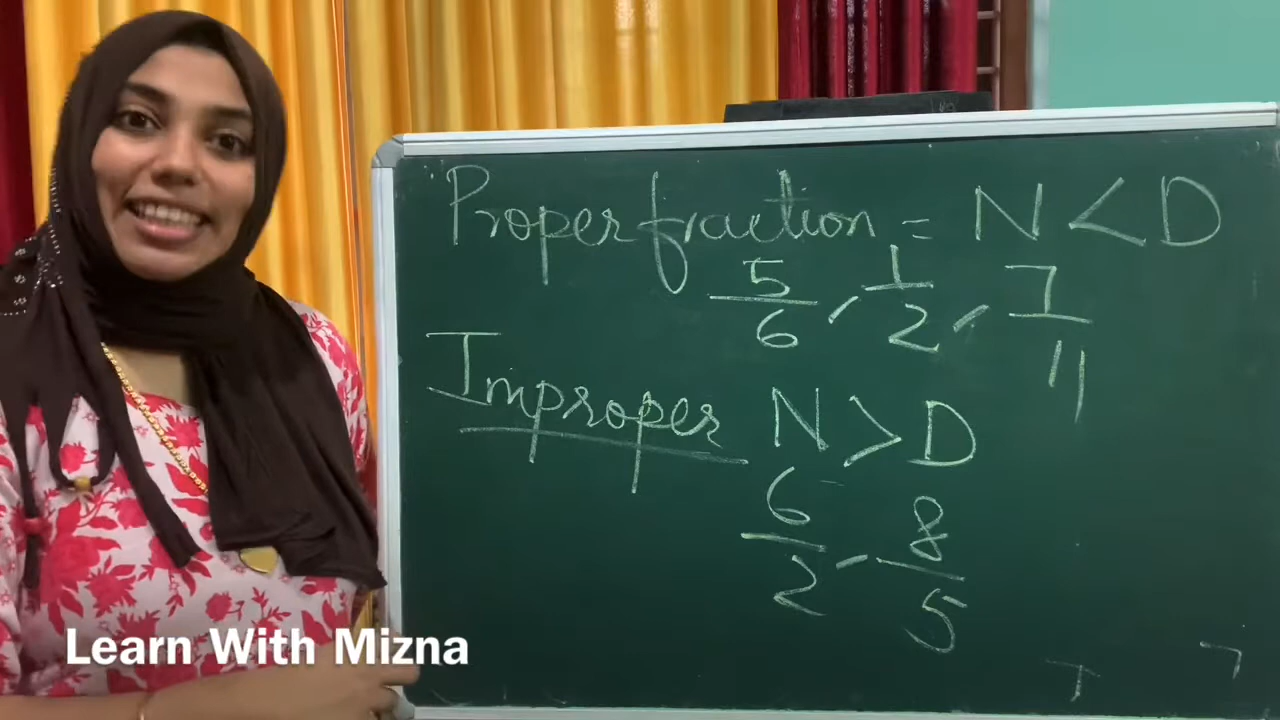 Proper fraction = N < D
5/6, 1/2, 7/11
Improper N > D
6/2, 8/5
Learn With Mizna